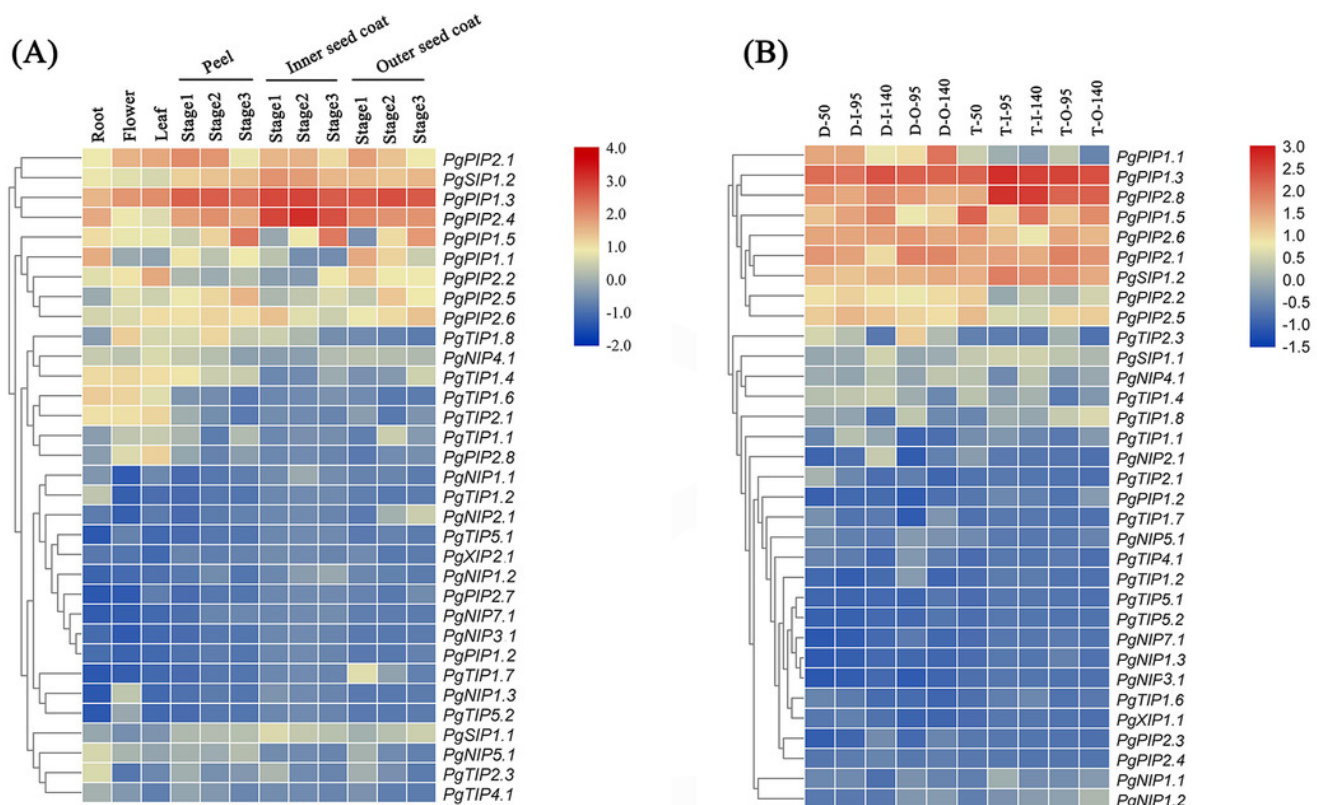 (A)
Peel
Inner seed coat
Outer seed coat
Root
Flower
Leaf
Stage1
Stage2
Stage3
Stage1
Stage2
Stage3
Stage1
Stage2
Stage3
PgPIP2.1
PgSIP1.2
PgPIP1.3
PgPIP2.4
PgPIP1.5
PgPIP1.1
PgPIP2.2
PgPIP2.5
PgPIP2.6
PgTIP1.8
PgNIP4.1
PgTIP1.4
PgTIP1.6
PgTIP2.1
PgTIP1.1
PgPIP2.8
PgNIP1.1
PgTIP1.2
PgNIP2.1
PgTIP5.1
PgXIP2.1
PgNIP1.2
PgPIP2.7
PgNIP7.1
PgNIP3.1
PgPIP1.2
PgTIP1.7
PgNIP1.3
PgTIP5.2
PgSIP1.1
PgNIP5.1
PgTIP2.3
PgTIP4.1
4.0
3.0
2.0
1.0
0.0
-1.0
-2.0
(B)
D-50
D-I-95
D-I-140
D-O-95
D-O-140
T-50
T-I-95
T-I-140
T-O-95
T-O-140
PgPIP1.1
PgPIP1.3
PgPIP2.8
PgPIP1.5
PgPIP2.6
PgPIP2.1
PgSIP1.2
PgPIP2.2
PgPIP2.5
PgTIP2.3
PgSIP1.1
PgNIP4.1
PgTIP1.4
PgTIP1.8
PgTIP1.1
PgNIP2.1
PgTIP2.1
PgPIP1.2
PgTIP1.7
PgNIP5.1
PgTIP4.1
PgTIP1.2
PgTIP5.1
PgTIP5.2
PgNIP7.1
PgNIP1.3
PgNIF3.1
PgTIP1.6
PgXIP1.1
PgPIP2.3
PgPIP2.4
PgNIP1.1
PgNIP1.2
3.0
2.5
2.0
1.5
1.0
0.5
0.0
-0.5
-1.0
-1.5